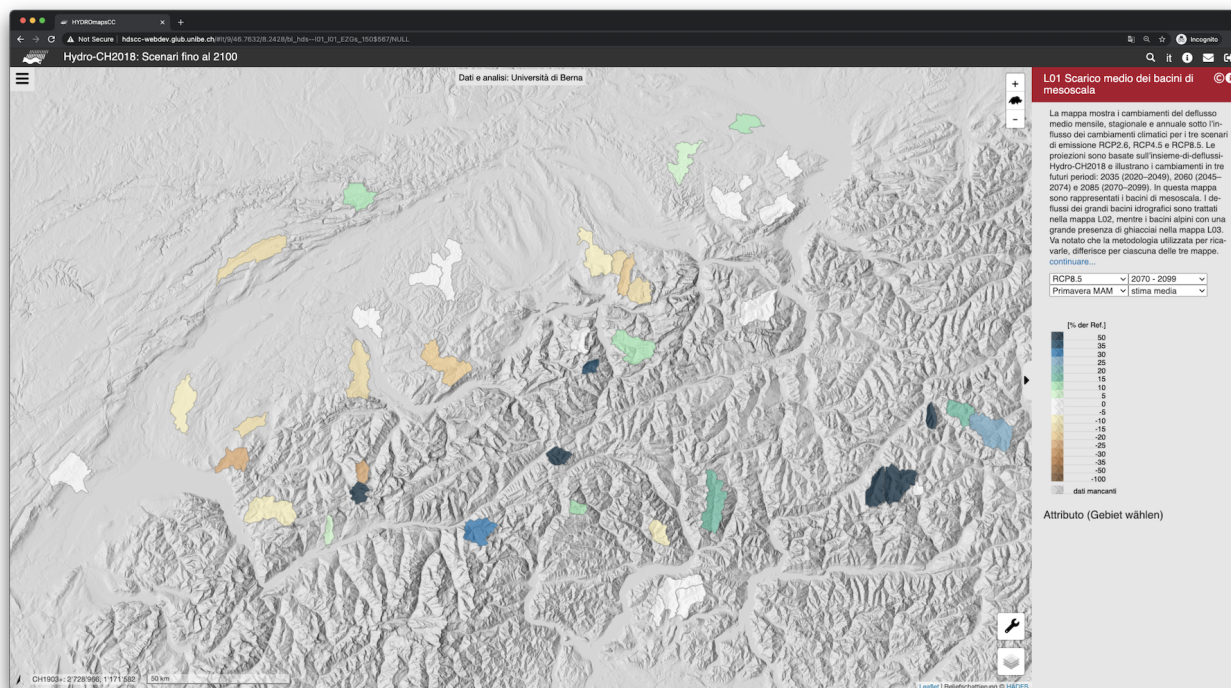 HYDROmapsCC
Not Secure | hdscc-webdev.giub.unibe.ch/#it/9/46.7632/8.2428/bl_hds--l01_l01_EZGs_150$567/NULL
Incognito
Hydro-CH2018: Scenari fino al 2100
it
Dati e analisi: Università di Berna
+
-
L01 Scarico medio dei bacini di
mesoscala
La mappa mostra i cambiamenti del deflusso
medio mensile, stagionale e annuale sotto l'in-
flusso dei cambiamenti climatici per i tre scenari
di emissione RCP2.6, RCP4.5 e RCP8.5. Le
proiezioni sono basate sull'insieme-di-deflussi-
Hydro-CH2018 e illustrano i cambiamenti in tre
futuri periodi: 2035 (2020–2049), 2060 (2045–
2074) e 2085 (2070–2099). In questa mappa
sono rappresentati i bacini di mesoscala. I de-
flussi dei grandi bacini idrografici sono trattati
nella mappa L02, mentre i bacini alpini con una
grande presenza di ghiacciai nella mappa L03.
Va notato che la metodologia utilizzata per rica-
varle, differisce per ciascuna delle tre mappe.
continuare...
RCP8.5 2070 - 2099
Primavera MAM stima media
[% der Ref.]
50
35
30
25
20
15
10
5
0
-5
-10
-15
-20
-25
-30
-35
-50
-100
dati mancanti
Attributo (Gebiet wählen)
CH1903+: 2'728'966, 1'171'582
50 km
Leaflet | Reliefschattierung © HADES